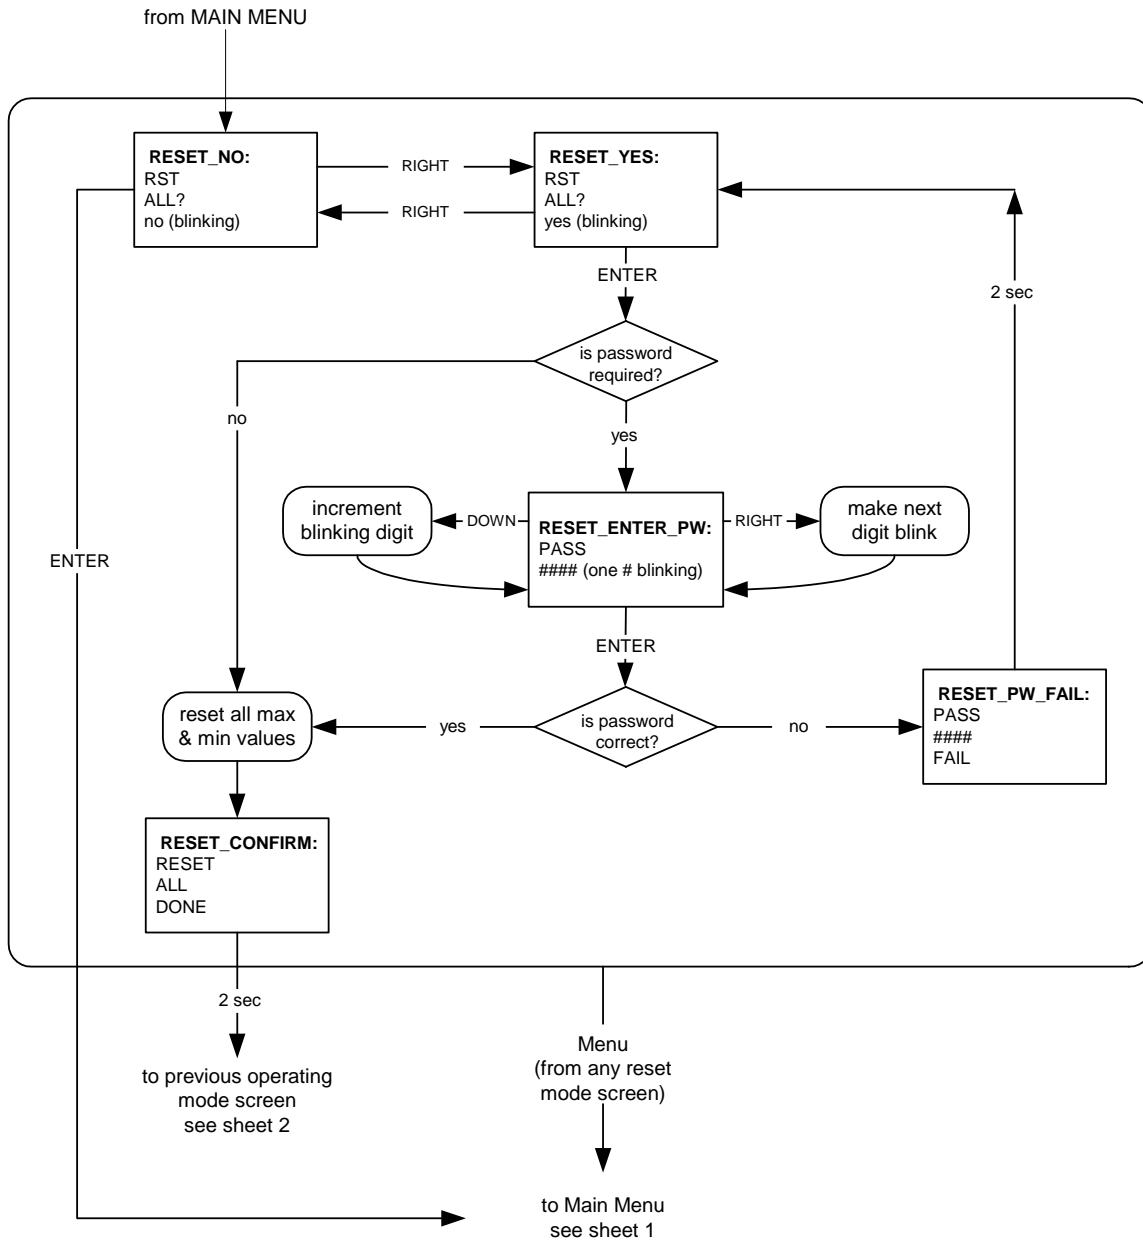 from MAIN MENU
RESET_NO:
RST
ALL?
no (blinking)
RIGHT
RIGHT
RESET_YES:
RST
ALL?
yes (blinking)
ENTER
2 sec
is password
required?
no
yes
increment
blinking digit
DOWN
RESET_ENTER_PW:
PASS
#### (one # blinking)
RIGHT
make next
digit blink
ENTER
ENTER
reset all max
& min values
yes
is password
correct?
no
RESET_PW_FAIL:
PASS
####
FAIL
RESET_CONFIRM:
RESET
ALL
DONE
2 sec
to previous operating
mode screen
see sheet 2
Menu
(from any reset
mode screen)
to Main Menu
see sheet 1